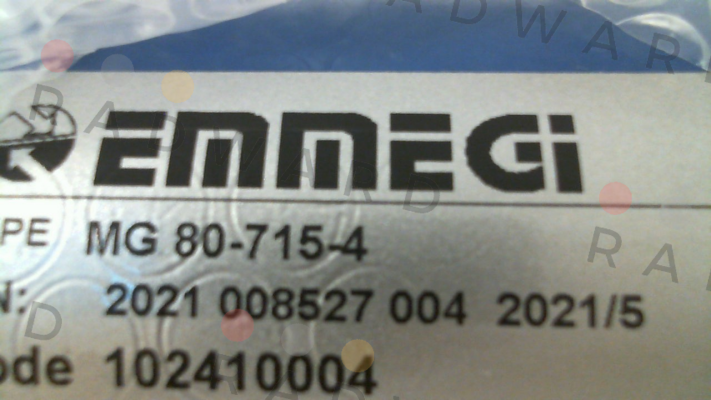 EMMEGI
PE MG 80-715-4
N: 2021 008527 004 2021/5
ode 102410004